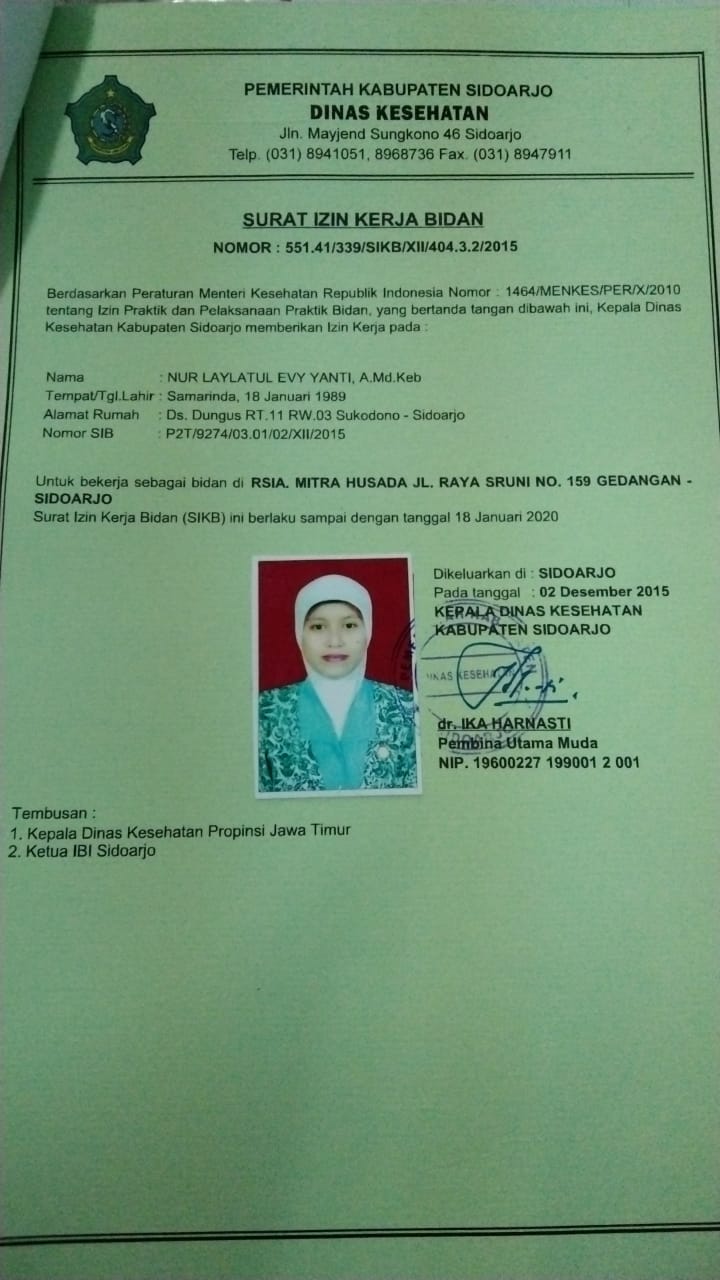 PEMERINTAH KABUPATEN SIDOARJO
DINAS KESEHATAN
Jln. Mayjend Sungkono 46 Sidoarjo
Telp. (031) 8941051, 8968736 Fax. (031) 8947911
SURAT IZIN KERJA BIDAN
NOMOR : 551.41/339/SIKB/XII/404.3.2/2015
Berdasarkan Peraturan Menteri Kesehatan Republik Indonesia Nomor : 1464/MENKES/PER/X/2010
tentang Izin Praktik dan Pelaksanaan Praktik Bidan, yang bertanda tangan dibawah ini, Kepala Dinas
Kesehatan Kabupaten Sidoarjo memberikan Izin Kerja pada :
Nama : NUR LAYLATUL EVY YANTI, A.Md.Keb
Tempat/Tgl.Lahir : Samarinda, 18 Januari 1989
Alamat Rumah : Ds. Dungus RT.11 RW.03 Sukodono - Sidoarjo
Nomor SIB : P2T/9274/03.01/02/XII/2015
Untuk bekerja sebagai bidan di RSIA. MITRA HUSADA JL. RAYA SRUNI NO. 159 GEDANGAN -
SIDOARJO
Surat Izin Kerja Bidan (SIKB) ini berlaku sampai dengan tanggal 18 Januari 2020
Dikeluarkan di : SIDOARJO
Pada tanggal : 02 Desember 2015
KEPALA DINAS KESEHATAN
KABUPATEN SIDOARJO
DINAS KESEHATAN
dr. IKA HARNASTI
Pembina Utama Muda
NIP. 19600227 199001 2 001
Tembusan :
1. Kepala Dinas Kesehatan Propinsi Jawa Timur
2. Ketua IBI Sidoarjo